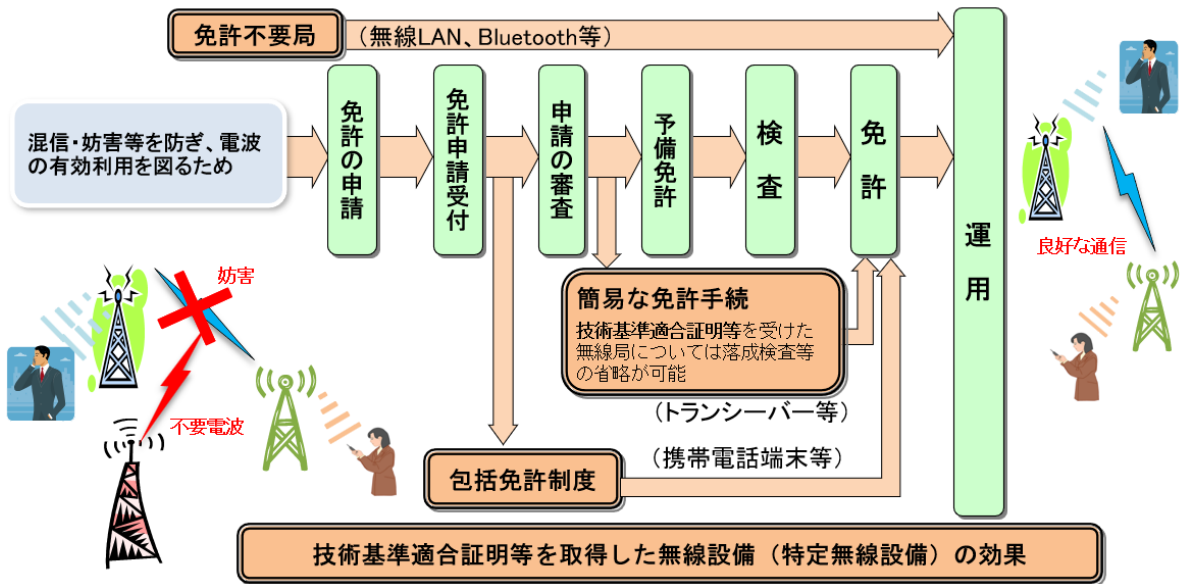 免許不要局
（無線LAN、Bluetooth等）
混信・妨害等を防ぎ、電波
の有効利用を図るため
免許の申請
免許申請受付
申請の審査
予備免許
検査
免許
運用
良好な通信
妨害
不要電波
簡易な免許手続
技術基準適合証明等を受けた
無線局については落成検査等
の省略が可能
（トランシーバー等）
（携帯電話端末等）
包括免許制度
技術基準適合証明等を取得した無線設備（特定無線設備）の効果